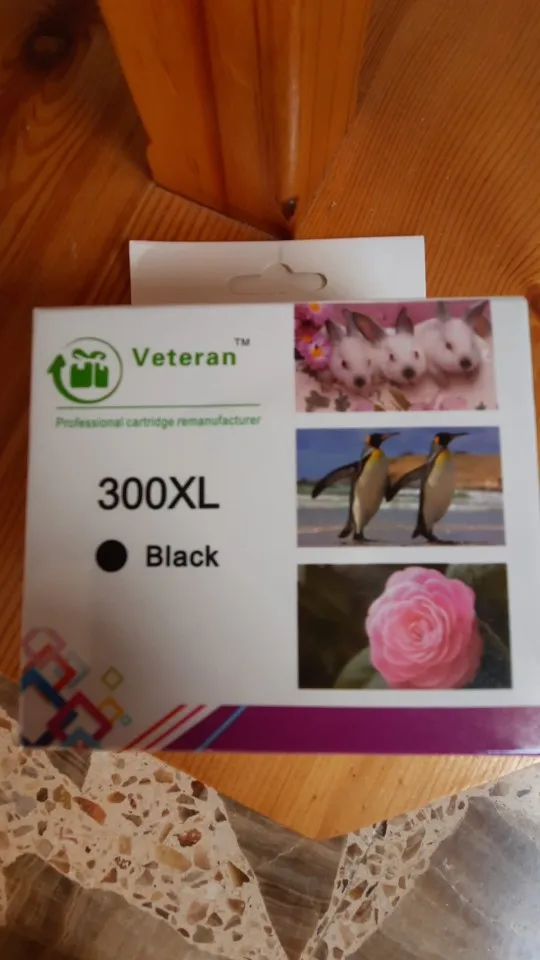 Veteran™
Professional cartridge remanufacturer
300XL
Black